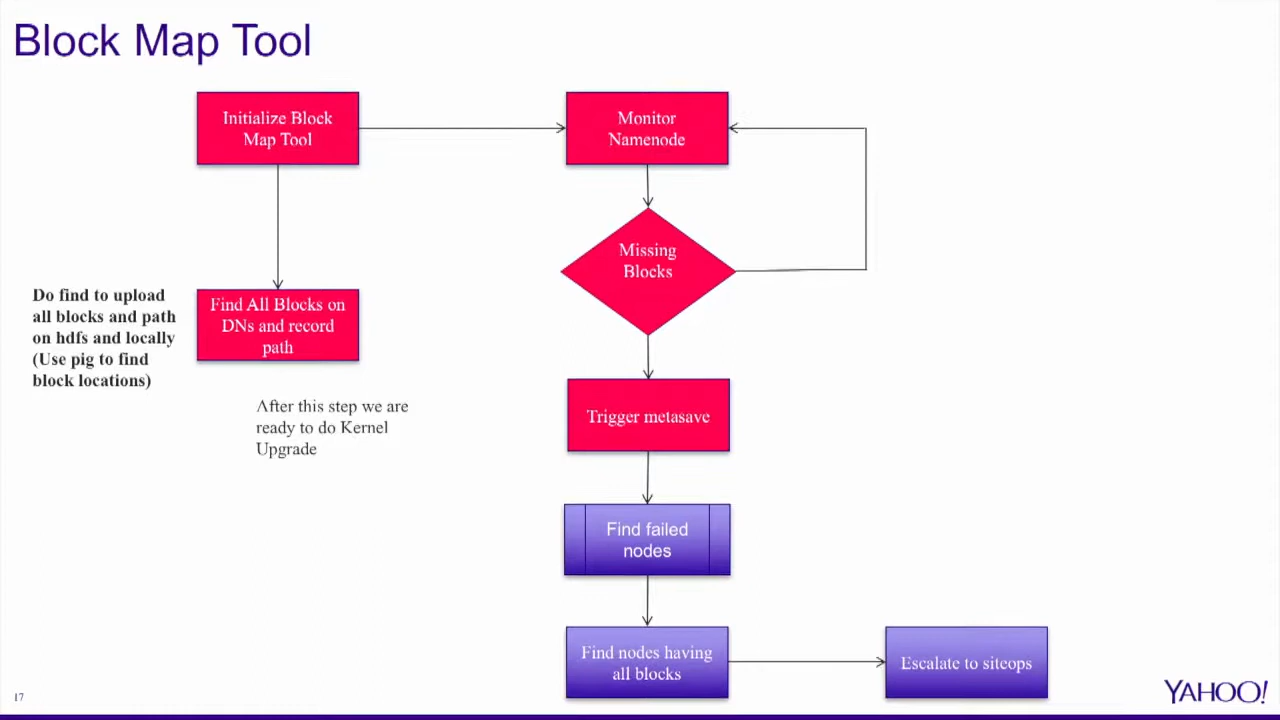 Block Map Tool
Initialize Block
Map Tool
Monitor
Namenode
Missing
Blocks
Do find to upload
all blocks and path
on hdfs and locally
(Use pig to find
block locations)
Find All Blocks on
DNs and record
path
After this step we are
ready to do Kernel
Upgrade
Trigger metasave
Find failed
nodes
Find nodes having
all blocks
Escalate to siteops
17
YAHOO!